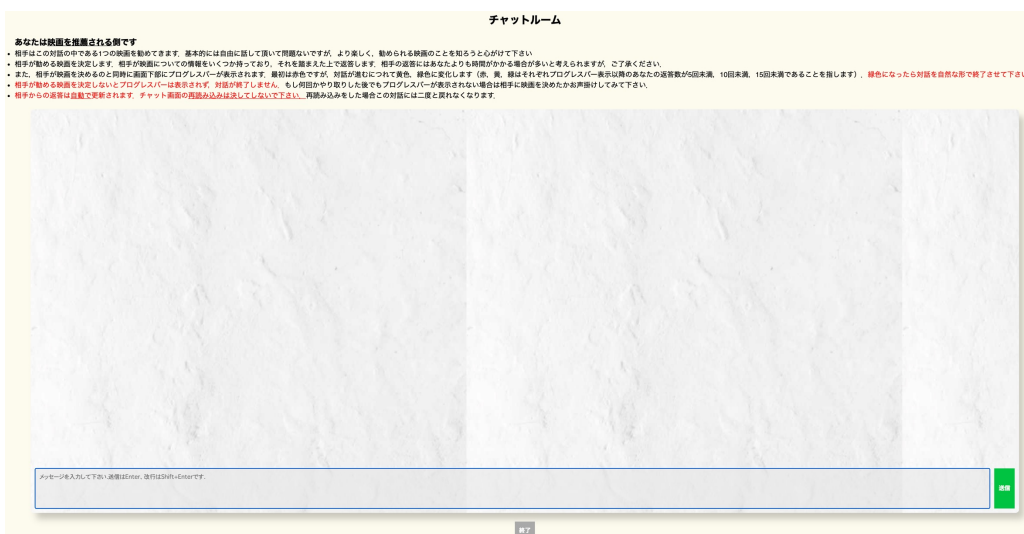 チャットルーム
あなたは映画を推薦される側です
相手はこの対話の中である1つの映画を勧めてきます．基本的には自由に話して頂いて問題ないですが，より楽しく，勧められる映画のことを知ろうと心がけて下さい
相手が勧める映画を決定します．相手が映画についての情報をいくつか持っており，それを踏まえた上で返答します．相手の返答にはあなたよりも時間がかかる場合が多いと考えられますが，ご了承ください．
また，相手が映画を決めるのと同時に画面下部にプログレスバーが表示されます．最初は赤色ですが，対話が進むにつれて黄色，緑色に変化します（赤，黄，緑はそれぞれプログレスバー表示以降のあなたの返答数が5回未満，10回未満，15回未満であることを指します）．緑色になったら対話を自然な形で終了させて下さ
相手が勧める映画を決定しないとプログレスバーは表示されず，対話が終了しません．もし何回かやり取りした後でもプログレスバーが表示されない場合は相手に映画を決めたかお声掛けしてみて下さい．
相手からの返答は自動で更新されます．チャット画面の再読み込みは決してしないで下さい．再読み込みをした場合この対話には二度と戻れなくなります．
メッセージを入力して下さい.送信はEnter, 改行はShift+Enterです.
送信
終了